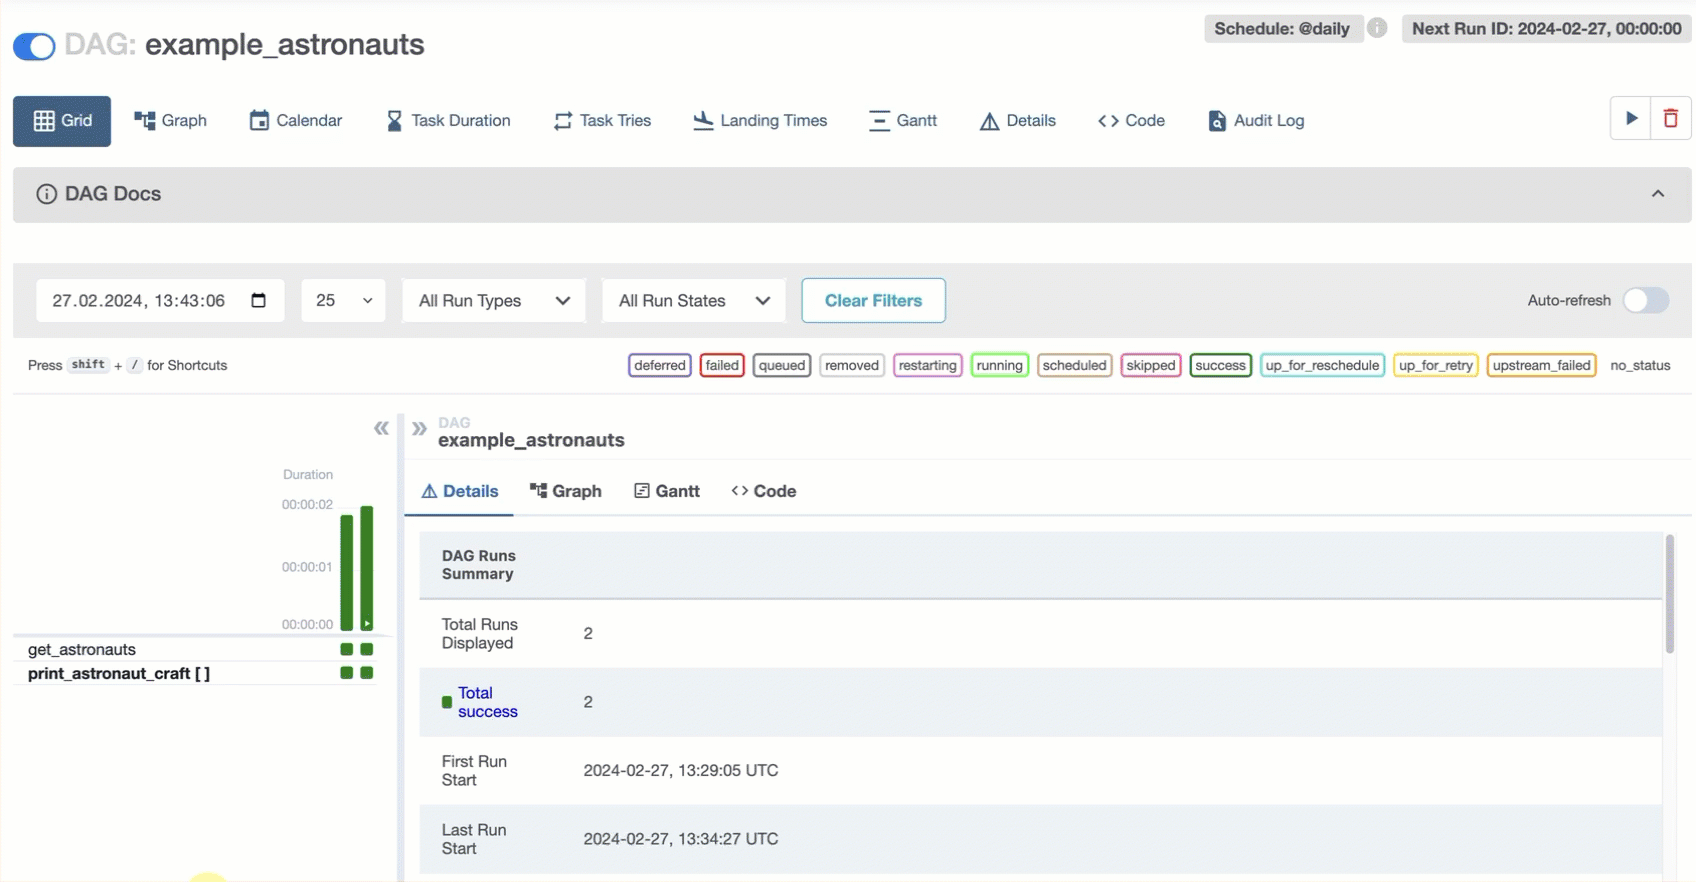 DAG: example_astronauts
Schedule: @daily
Next Run ID: 2024-02-27, 00:00:00
Grid
Graph
Calendar
Task Duration
Task Tries
Landing Times
Gantt
Details
Code
Audit Log
DAG Docs
27.02.2024, 13:43:06
25
All Run Types
All Run States
Clear Filters
Auto-refresh
Press shift + / for Shortcuts
deferred
failed
queued
removed
restarting
running
scheduled
skipped
success
up_for_reschedule
up_for_retry
upstream_failed
no_status
Duration
00:00:02
00:00:01
00:00:00
get_astronauts
print_astronaut_craft [ ]
DAG
example_astronauts
Details
Graph
Gantt
Code
DAG Runs
Summary
Total Runs
Displayed
2
Total
success
2
First Run
Start
2024-02-27, 13:29:05 UTC
Last Run
Start
2024-02-27, 13:34:27 UTC